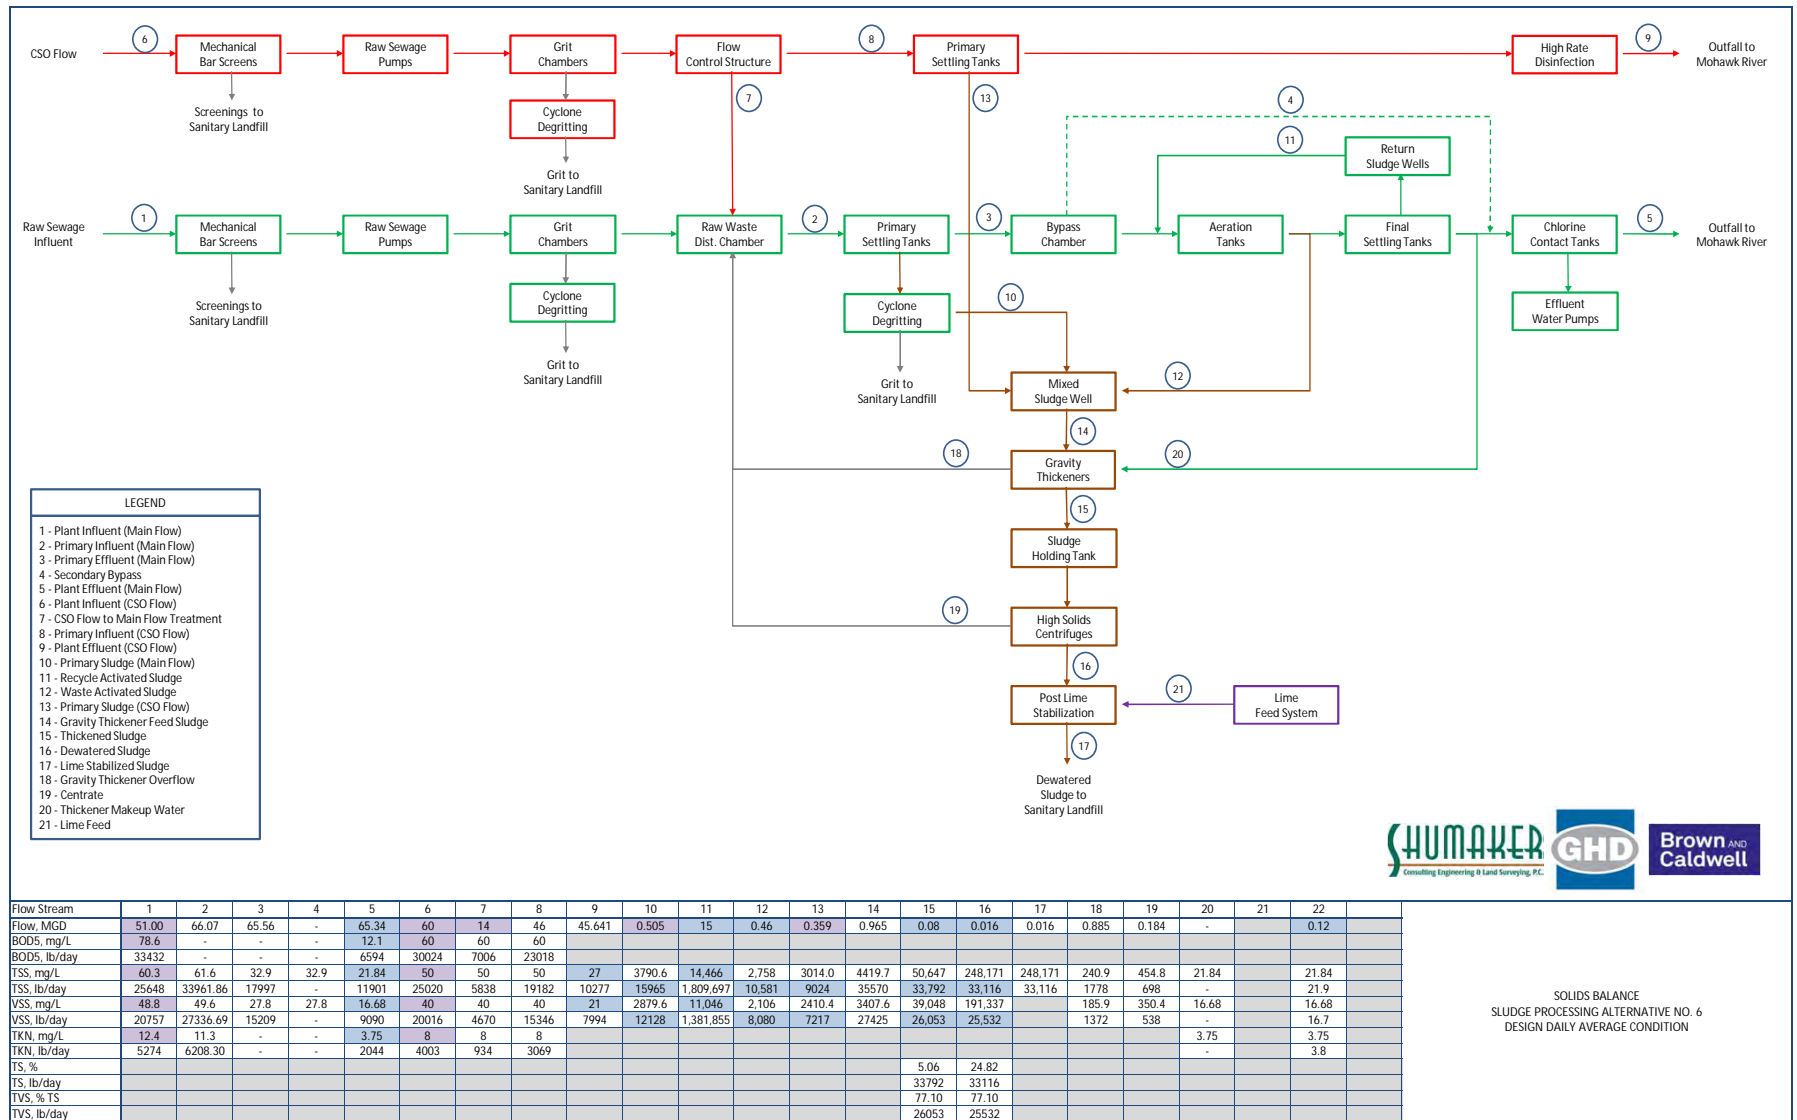 CSO Flow
6
Mechanical
Bar Screens
Raw Sewage
Pumps
Grit
Chambers
Flow
Control Structure
8
Primary
Settling Tanks
High Rate
Disinfection
9
Outfall to
Mohawk River
Screenings to
Sanitary Landfill
Cyclone
Degritting
7
13
4
Grit to
Sanitary Landfill
11
Return
Sludge Wells
Raw Sewage
Influent
1
Mechanical
Bar Screens
Raw Sewage
Pumps
Grit
Chambers
Raw Waste
Dist. Chamber
2
Primary
Settling Tanks
3
Bypass
Chamber
Aeration
Tanks
Final
Settling Tanks
Chlorine
Contact Tanks
5
Outfall to
Mohawk River
Screenings to
Sanitary Landfill
Cyclone
Degritting
Cyclone
Degritting
10
Effluent
Water Pumps
Grit to
Sanitary Landfill
Grit to
Sanitary Landfill
Mixed
Sludge Well
12
14
18
Gravity
Thickeners
20
15
Sludge
Holding Tank
19
High Solids
Centrifuges
16
Post Lime
Stabilization
21
Lime
Feed System
17
Dewatered
Sludge to
Sanitary Landfill
LEGEND
1 - Plant Influent (Main Flow)
2 - Primary Influent (Main Flow)
3 - Primary Effluent (Main Flow)
4 - Secondary Bypass
5 - Plant Effluent (Main Flow)
6 - Plant Influent (CSO Flow)
7 - CSO Flow to Main Flow Treatment
8 - Primary Influent (CSO Flow)
9 - Plant Effluent (CSO Flow)
10 - Primary Sludge (Main Flow)
11 - Recycle Activated Sludge
12 - Waste Activated Sludge
13 - Primary Sludge (CSO Flow)
14 - Gravity Thickener Feed Sludge
15 - Thickened Sludge
16 - Dewatered Sludge
17 - Lime Stabilized Sludge
18 - Gravity Thickener Overflow
19 - Centrate
20 - Thickener Makeup Water
21 - Lime Feed
SHUMAKER
Consulting Engineering & Land Surveying, P.C.
GHD
Brown AND
Caldwell
Flow Stream 1 2 3 4 5 6 7 8 9 10 11 12 13 14 15 16 17 18 19 20 21 22
Flow, MGD 51.00 66.07 65.56 - 65.34 60 14 46 45.641 0.505 15 0.46 0.359 0.965 0.08 0.016 0.016 0.885 0.184 - 0.12
BOD5, mg/L 78.6 - - - 12.1 60 60 60
BOD5, lb/day 33432 - - - 6594 30024 7006 23018
TSS, mg/L 60.3 61.6 32.9 32.9 21.84 50 50 50 27 3790.6 14,466 2,758 3014.0 4419.7 50,647 248,171 248,171 240.9 454.8 21.84 21.84
TSS, lb/day 25648 33961.86 17997 - 11901 25020 5838 19182 10277 15965 1,809,697 10,581 9024 35570 33,792 33,116 33,116 1778 698 - 21.9
VSS, mg/L 48.8 49.6 27.8 27.8 16.68 40 40 40 21 2879.6 11,046 2,106 2410.4 3407.6 39,048 191,337 185.9 350.4 16.68 16.68
VSS, lb/day 20757 27336.69 15209 - 9090 20016 4670 15346 7994 12128 1,381,855 8,080 7217 27425 26,053 25,532 1372 538 - 16.7
TKN, mg/L 12.4 11.3 - - 3.75 8 8 8 3.75 3.75
TKN, lb/day 5274 6208.30 - - 2044 4003 934 3069 - 3.8
TS, % 5.06 24.82
TS, lb/day 33792 33116
TVS, % TS 77.10 77.10
TVS, lb/day 26053 25532
SOLIDS BALANCE
SLUDGE PROCESSING ALTERNATIVE NO. 6
DESIGN DAILY AVERAGE CONDITION